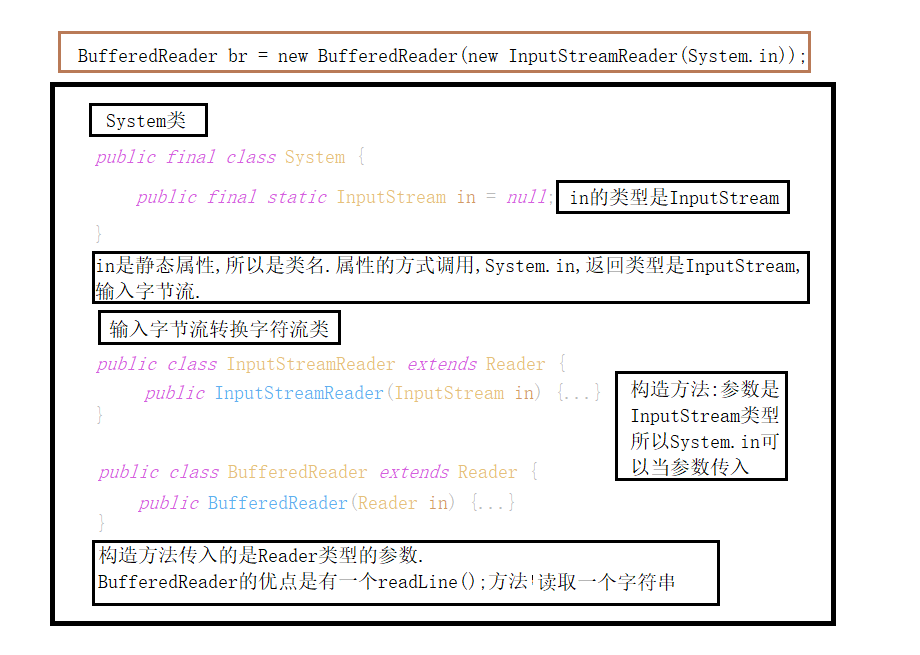 BufferedReader br = new BufferedReader(new InputStreamReader(System.in));
System类
public final class System {
public final static InputStream in = null;
in的类型是InputStream
}
in是静态属性,所以是类名.属性的方式调用,System.in,返回类型是InputStream,
输入字节流.
输入字节流转换字符流类
public class InputStreamReader extends Reader {
public InputStreamReader(InputStream in) {...}
}
构造方法:参数是
InputStream类型
所以System.in可
以当参数传入
public class BufferedReader extends Reader {
public BufferedReader(Reader in) {...}
}
构造方法传入的是Reader类型的参数.
BufferedReader的优点是有一个readLine();方法!读取一个字符串